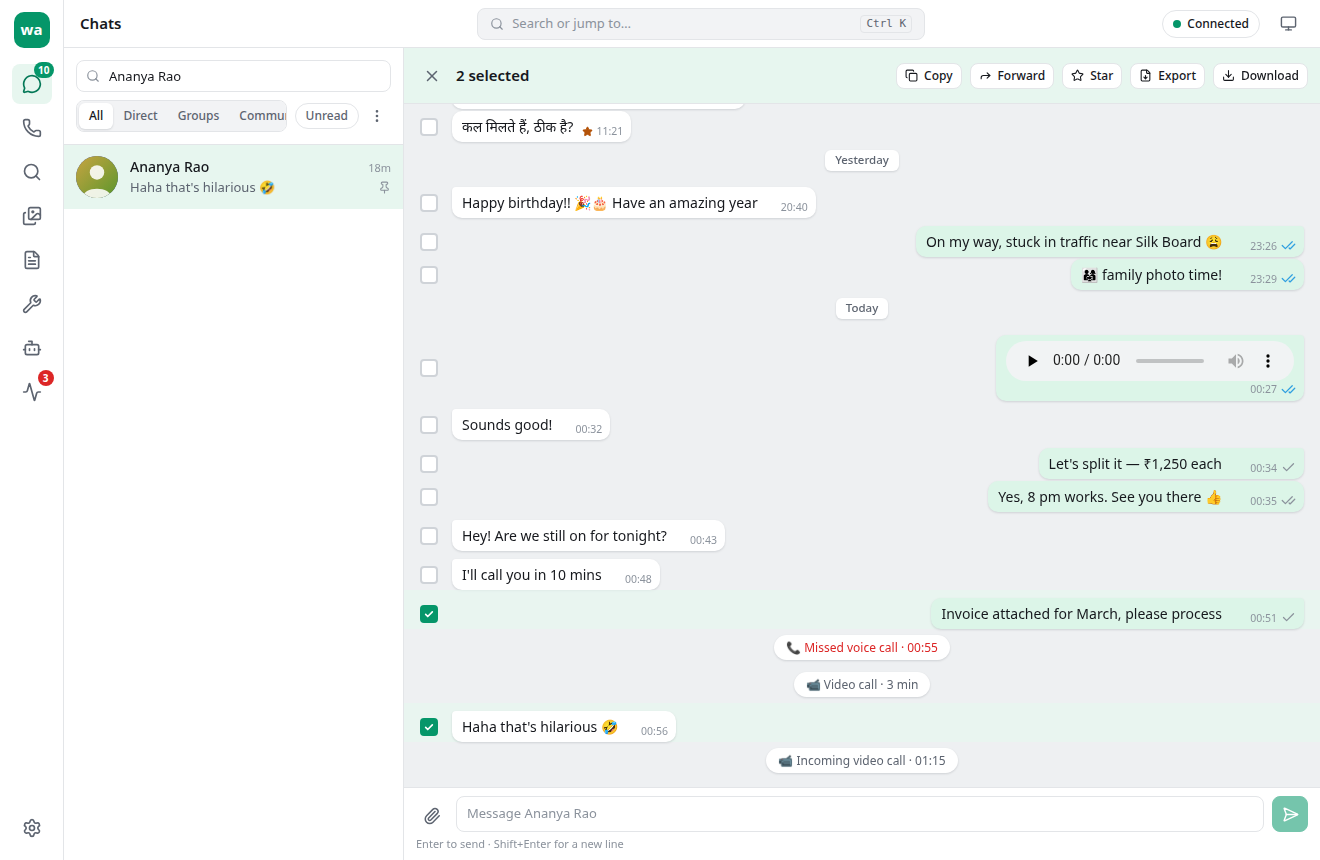 wa
Chats
Search or jump to...
Ctrl K
Connected
10
3
Ananya Rao
All
Direct
Groups
Commu
Unread
Ananya Rao
18m
Haha that's hilarious 🤣
2 selected
Copy
Forward
Star
Export
Download
कल मिलते हैं, ठीक है? 11:21
Yesterday
Happy birthday!! 🎉🎂 Have an amazing year 20:40
On my way, stuck in traffic near Silk Board 😩 23:26
👨‍👩‍👧 family photo time! 23:29
Today
0:00 / 0:00
00:27
Sounds good! 00:32
Let's split it — ₹1,250 each 00:34
Yes, 8 pm works. See you there 👍 00:35
Hey! Are we still on for tonight? 00:43
I'll call you in 10 mins 00:48
Invoice attached for March, please process 00:51
📞 Missed voice call · 00:55
📹 Video call · 3 min
Haha that's hilarious 🤣 00:56
📹 Incoming video call · 01:15
Message Ananya Rao
Enter to send · Shift+Enter for a new line